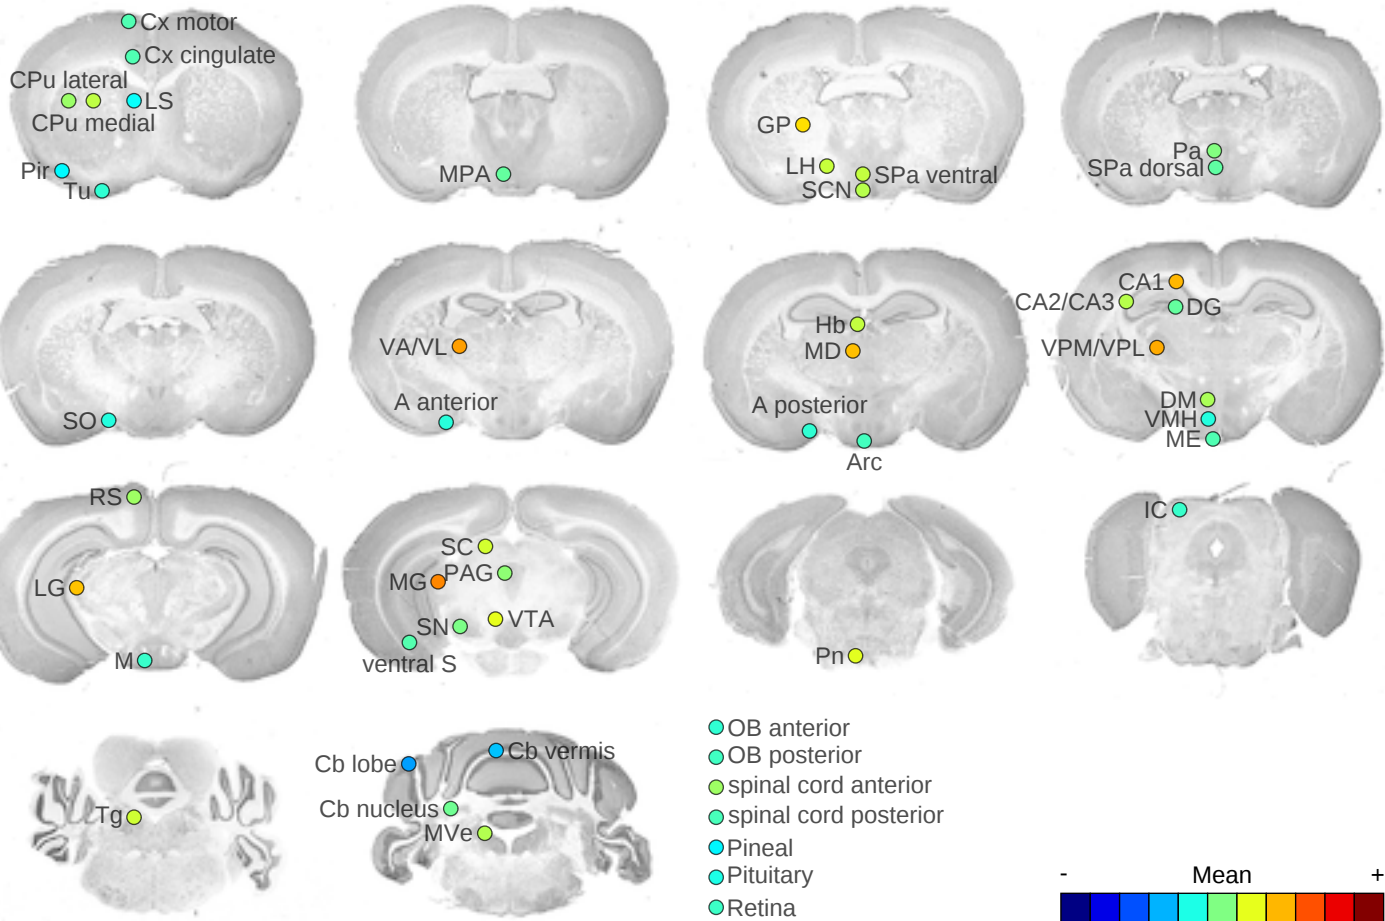 Cx motor
Cx cingulate
CPu lateral
LS
CPu medial
Pir
Tu
MPA
GP
LH
SPa ventral
SCN
Pa
SPa dorsal
SO
VA/VL
A anterior
Hb
MD
A posterior
Arc
CA1
CA2/CA3
DG
VPM/VPL
DM
VMH
ME
RS
LG
M
SC
MG
PAG
SN
VTA
ventral S
Pn
IC
Tg
Cb lobe
Cb vermis
Cb nucleus
MVe
OB anterior
OB posterior
spinal cord anterior
spinal cord posterior
Pineal
Pituitary
Retina
- Mean +